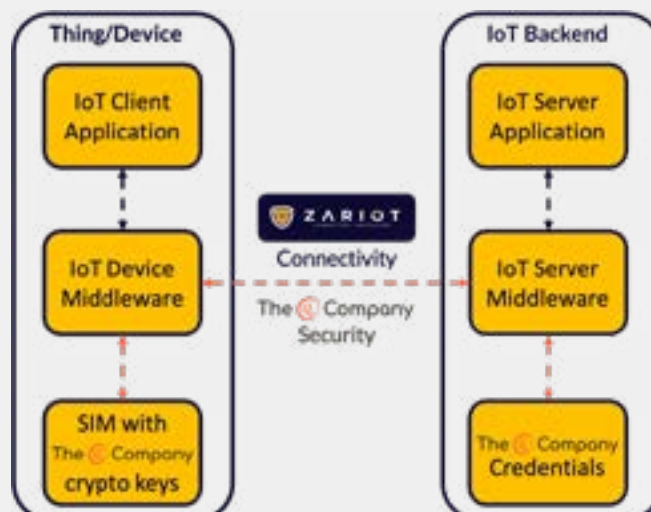 Thing/Device
IoT Client
Application
IoT Device
Middleware
SIM with
The @ Company
crypto keys
ZARIOT
Connectivity
The @ Company
Security
IoT Backend
IoT Server
Application
IoT Server
Middleware
The @ Company
Credentials